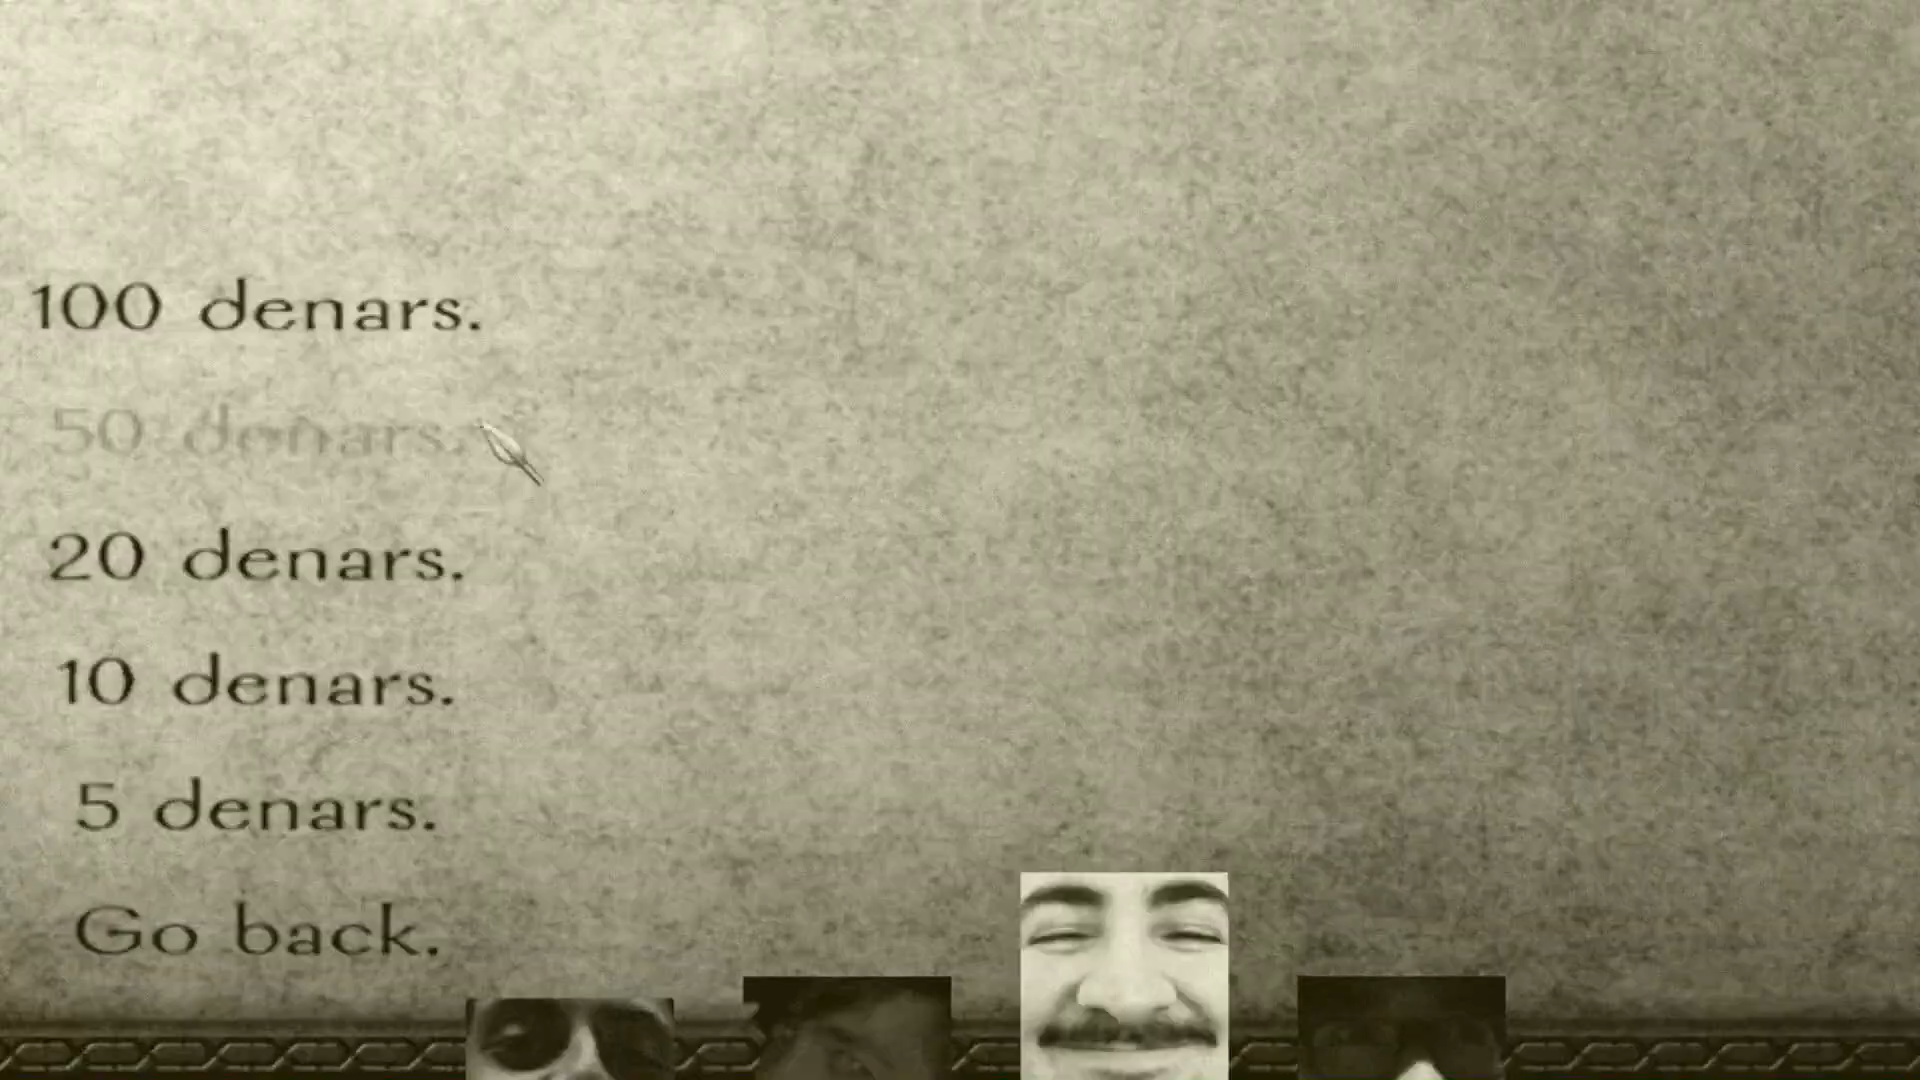 100 denars.
50 denars.
20 denars.
10 denars.
5 denars.
Go back.